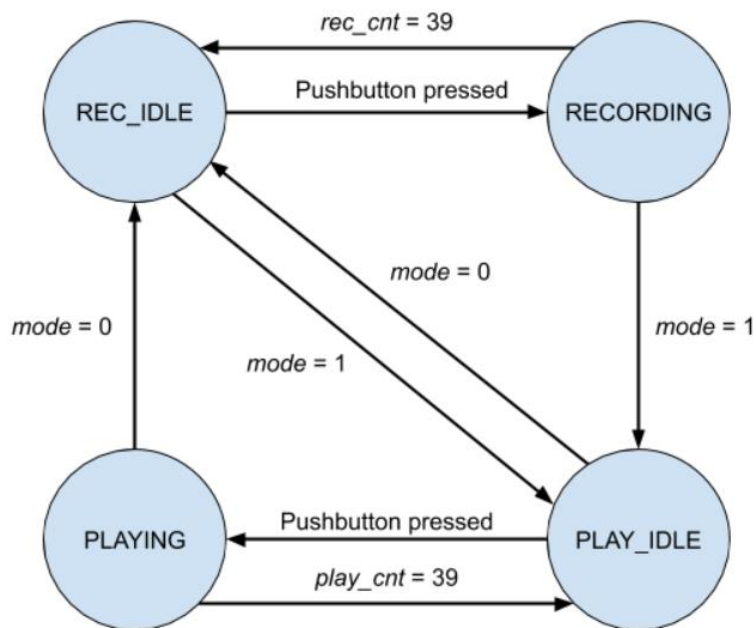 rec_cnt = 39
REC_IDLE
Pushbutton pressed
RECORDING
mode = 0
mode = 0
mode = 1
mode = 1
PLAYING
Pushbutton pressed
PLAY_IDLE
play_cnt = 39